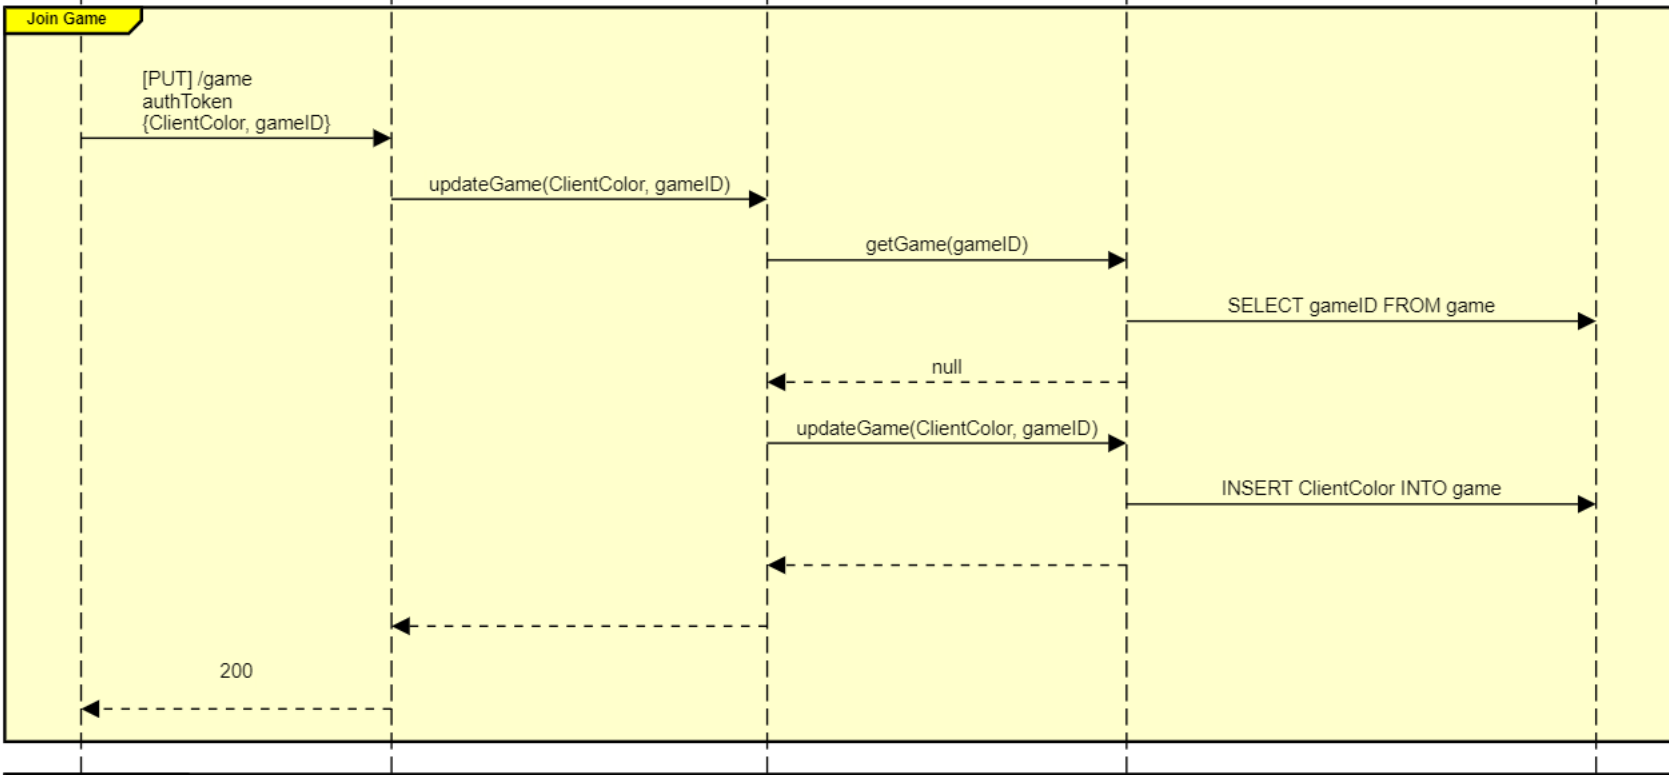 Join Game
[PUT] /game
authToken
{ClientColor, gameID}
updateGame(ClientColor, gameID)
getGame(gameID)
SELECT gameID FROM game
null
updateGame(ClientColor, gameID)
INSERT ClientColor INTO game
200